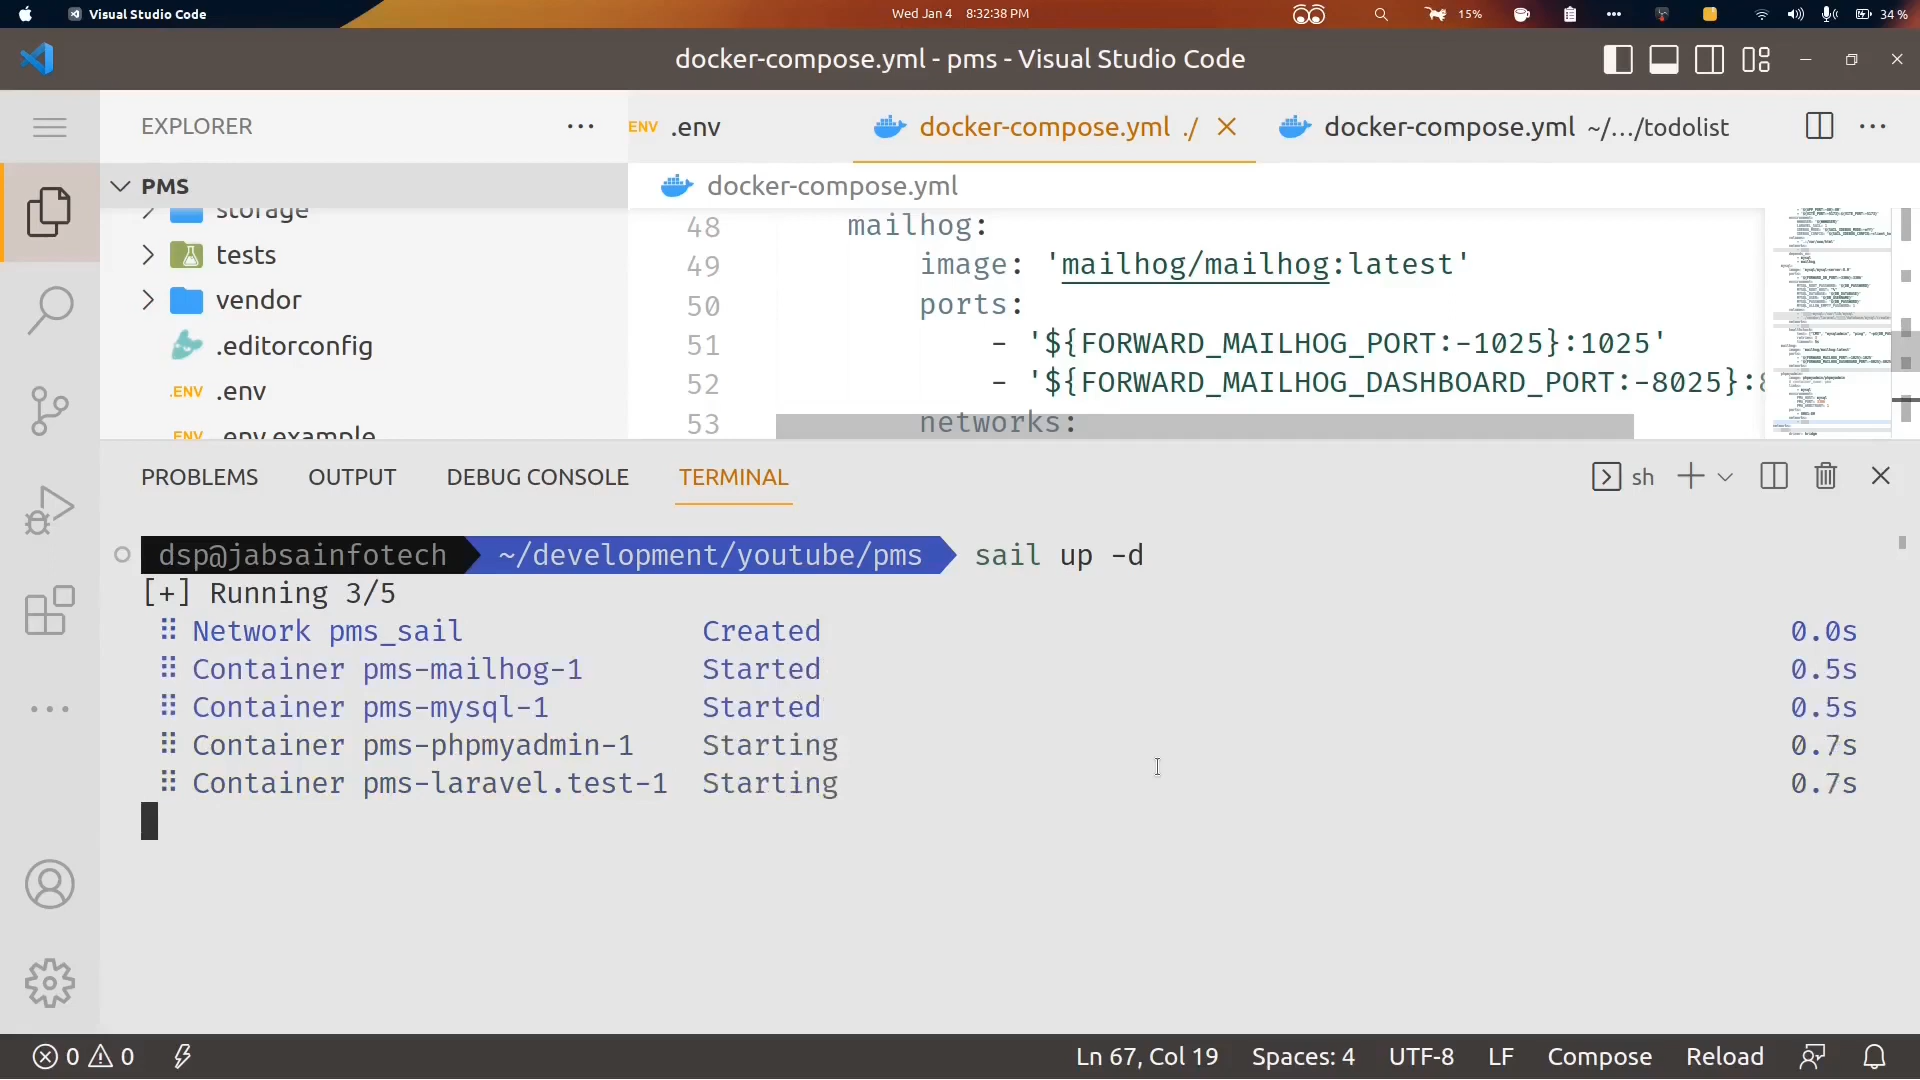 Visual Studio Code
Wed Jan 4 8:32:38 PM
15%
34 %
docker-compose.yml - pms - Visual Studio Code
EXPLORER
ENV .env
docker-compose.yml ./
docker-compose.yml ~/.../todolist
PMS
docker-compose.yml
storage
tests
vendor
.editorconfig
.ENV .env
.ENV .env.example
48 mailhog:
49 image: 'mailhog/mailhog:latest'
50 ports:
51 - '${FORWARD_MAILHOG_PORT:-1025}:1025'
52 - '${FORWARD_MAILHOG_DASHBOARD_PORT:-8025}:8
53 networks:
PROBLEMS OUTPUT DEBUG CONSOLE TERMINAL
sh
dsp@jabsainfotech ~/development/youtube/pms sail up -d
[+] Running 3/5
Network pms_sail Created 0.0s
Container pms-mailhog-1 Started 0.5s
Container pms-mysql-1 Started 0.5s
Container pms-phpmyadmin-1 Starting 0.7s
Container pms-laravel.test-1 Starting 0.7s
0 0
Ln 67, Col 19 Spaces: 4 UTF-8 LF Compose Reload